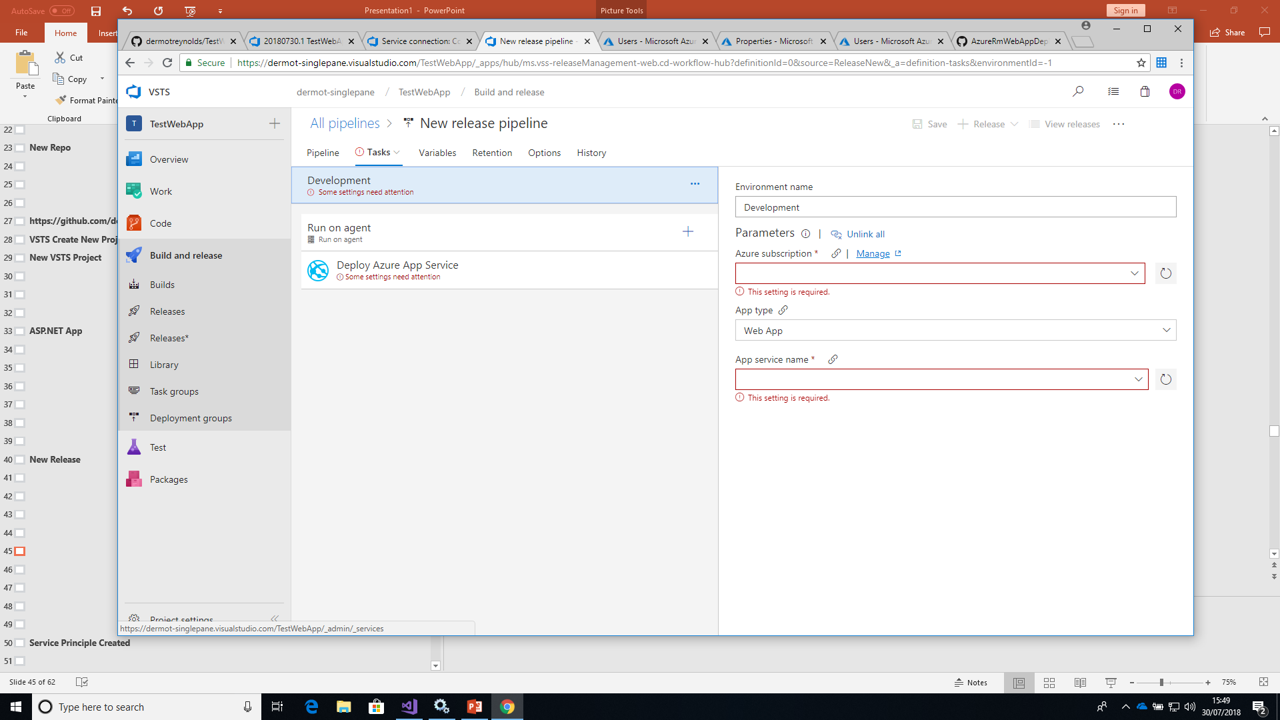 AutoSave Off
Presentation1 - PowerPoint
Picture Tools
Sign in
File
Home
Insert
Share
Paste
Cut
Copy
Format Painte
Clipboard
dermotreynolds/TestW
20180730.1 TestWebA
Service connection: Co
New release pipeline -
Users - Microsoft Azu
Properties - Microsoft
Users - Microsoft Azu
AzureRmWebAppDep
Secure
https://dermot-singlepane.visualstudio.com/TestWebApp/_apps/hub/ms.vss-releaseManagement-web.cd-workflow-hub?definitionId=0&source=ReleaseNew&_a=definition-tasks&environmentId=-1
VSTS
dermot-singlepane / TestWebApp / Build and release
DR
T TestWebApp
Overview
Work
Code
Build and release
Builds
Releases
Releases*
Library
Task groups
Deployment groups
Test
Packages
Project settings
https://dermot-singlepane.visualstudio.com/TestWebApp/_admin/_services
All pipelines > New release pipeline
Save
Release
View releases
Pipeline
Tasks
Variables
Retention
Options
History
Development
Some settings need attention
Run on agent
Run on agent
Deploy Azure App Service
Some settings need attention
Environment name
Development
Parameters
Unlink all
Azure subscription *
Manage
This setting is required.
App type
Web App
App service name *
This setting is required.
22
23 New Repo
24
25
26
27 https://github.com/de
28 VSTS Create New Proj
29 New VSTS Project
30
31
32
33 ASP.NET App
34
35
36
37
38
39
40 New Release
41
42
43
44
45
46
47
48
49
50 Service Principle Created
51
Slide 45 of 62
Notes
75%
Type here to search
15:49
30/07/2018
2